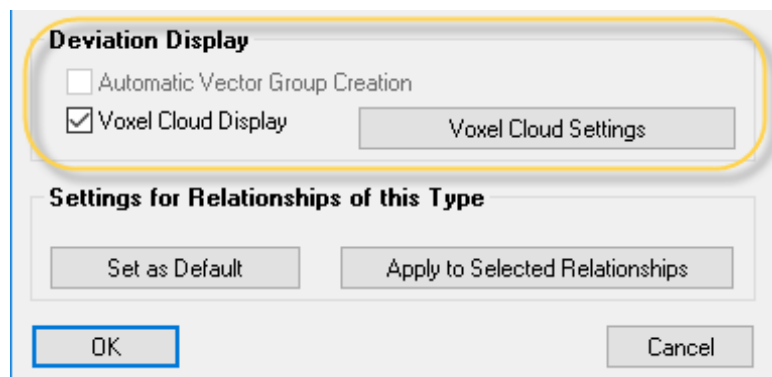 Deviation Display
Automatic Vector Group Creation
Voxel Cloud Display
Voxel Cloud Settings
Settings for Relationships of this Type
Set as Default
Apply to Selected Relationships
OK
Cancel